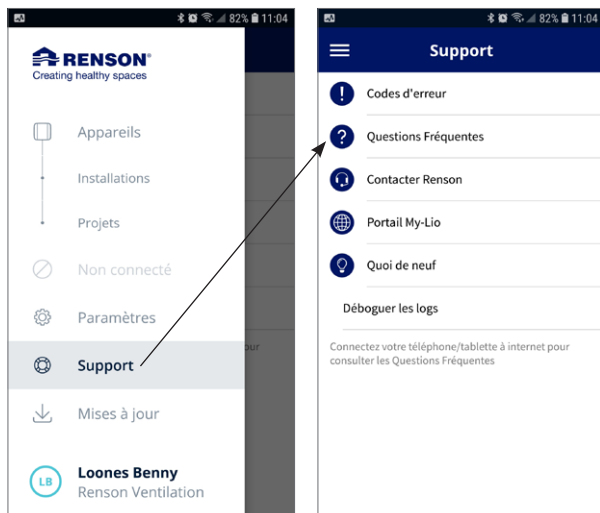 82% 11:04
RENSON®
Creating healthy spaces
Appareils
Installations
Projets
Non connecté
Paramètres
Support
our
Mises à jour
LB
Loones Benny
Renson Ventilation
82% 11:04
Support
! Codes d'erreur
? Questions Fréquentes
Contacter Renson
Portail My-Lio
Quoi de neuf
Déboguer les logs
Connectez votre téléphone/tablette à internet pour
consulter les Questions Fréquentes